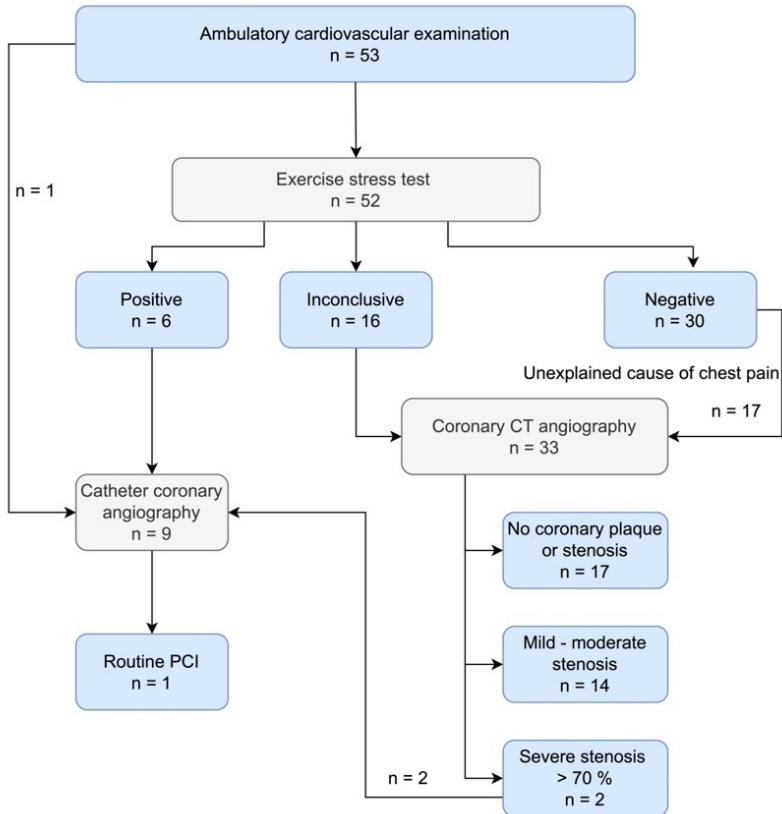 Ambulatory cardiovascular examination
n = 53
n = 1
Exercise stress test
n = 52
Positive
n = 6
Inconclusive
n = 16
Negative
n = 30
Unexplained cause of chest pain
n = 17
Coronary CT angiography
n = 33
Catheter coronary
angiography
n = 9
No coronary plaque
or stenosis
n = 17
Routine PCI
n = 1
Mild - moderate
stenosis
n = 14
Severe stenosis
> 70 %
n = 2
n = 2